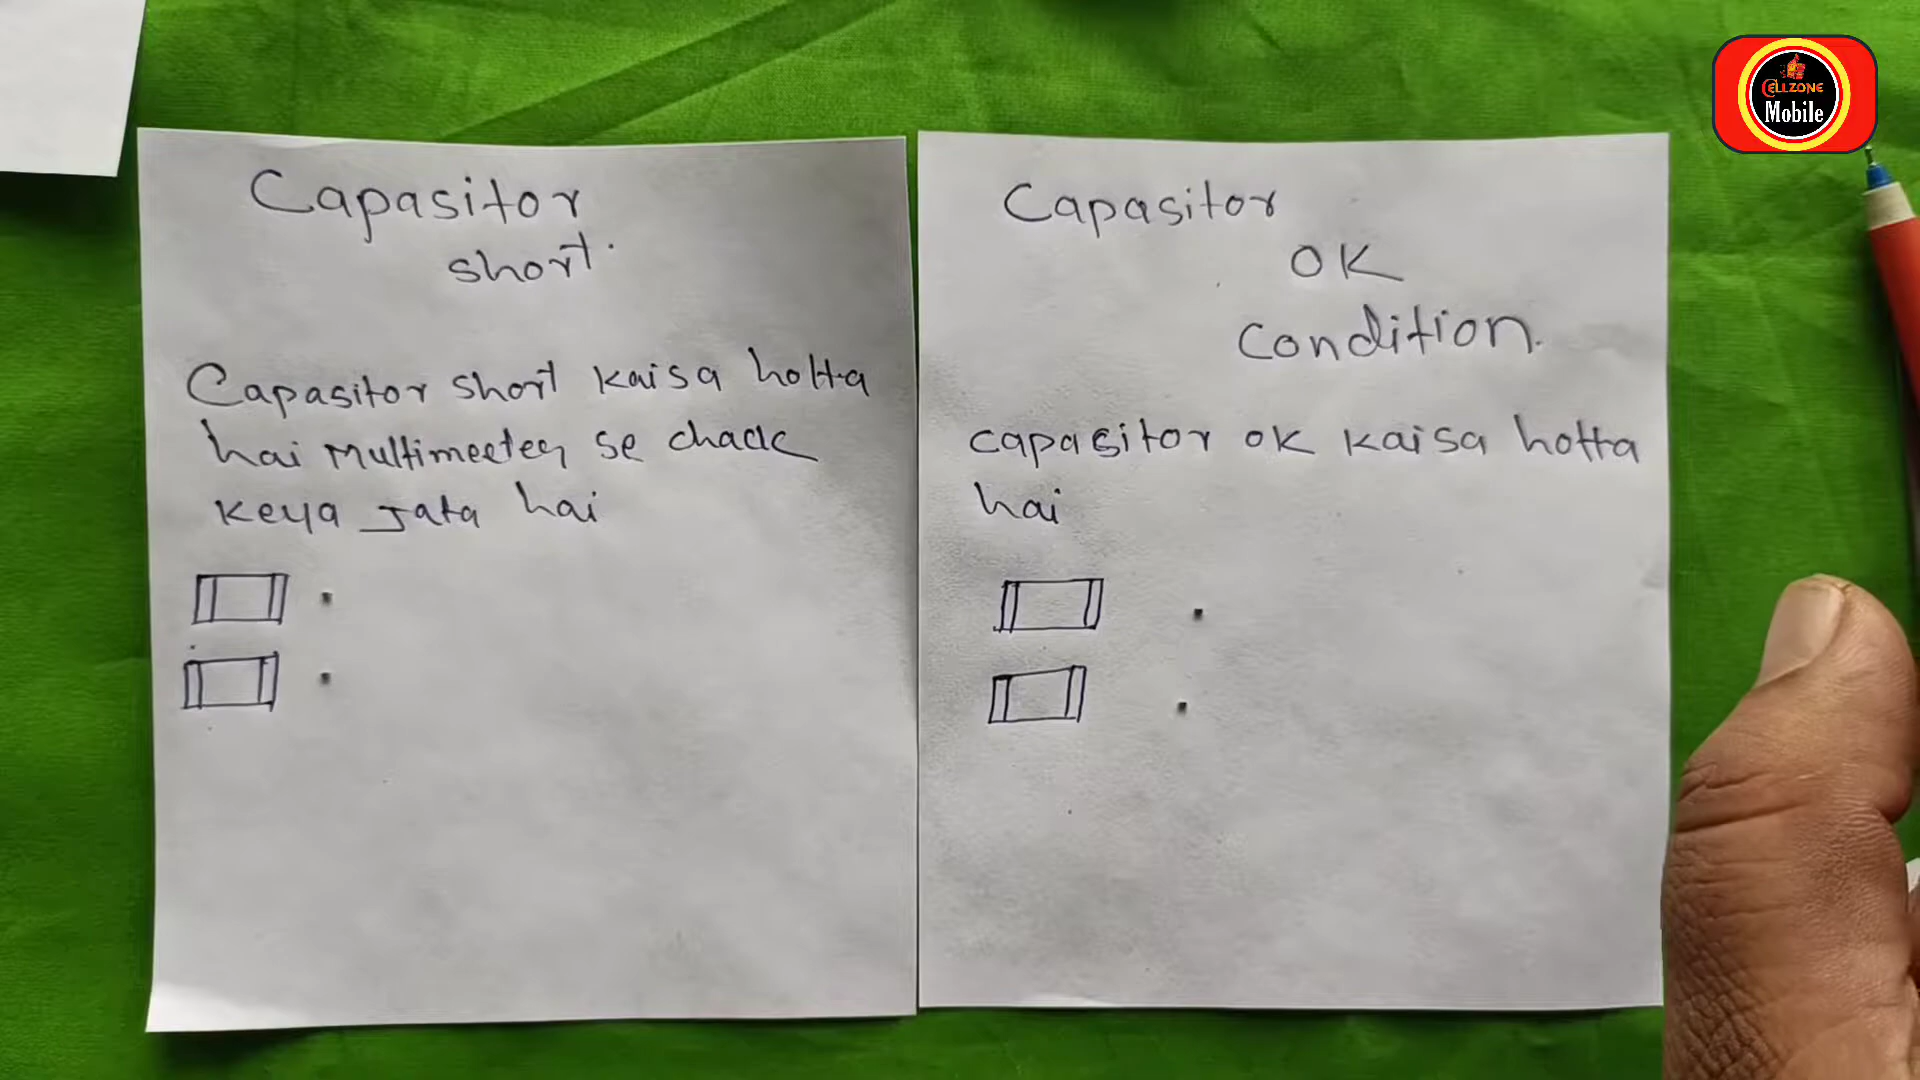 Capasitor
short.
Capasitor short kaisa hotta
hai Multimeeter se chack
keya Jata hai
Capasitor
OK
Condition.
capasitor OK kaisa hotta
hai
CELLZONE
Mobile